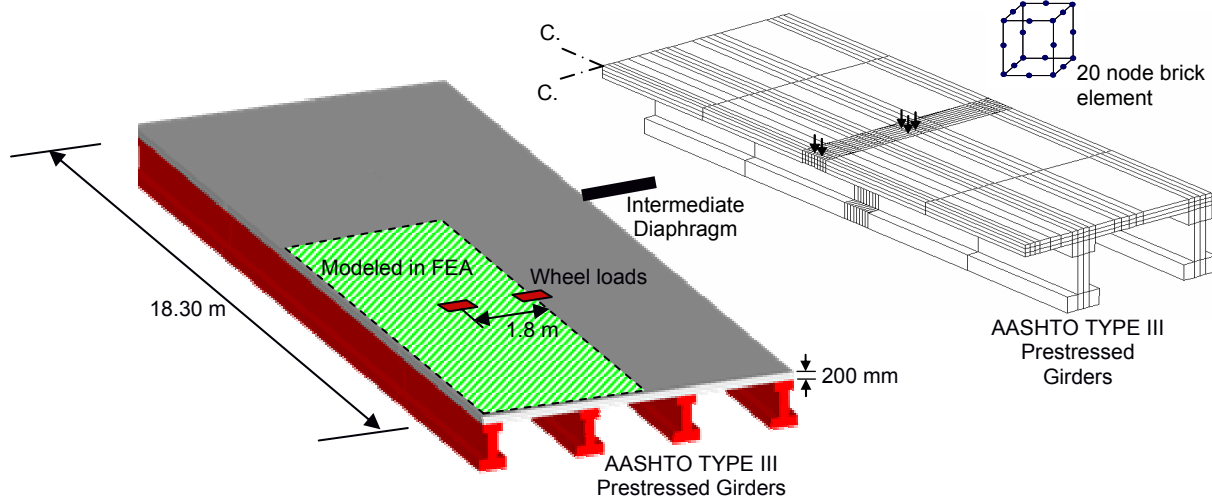 C.
C.
20 node brick
element
Intermediate
Diaphragm
Modeled in FEA
Wheel loads
18.30 m
1.8 m
AASHTO TYPE III
Prestressed
Girders
200 mm
AASHTO TYPE III
Prestressed Girders